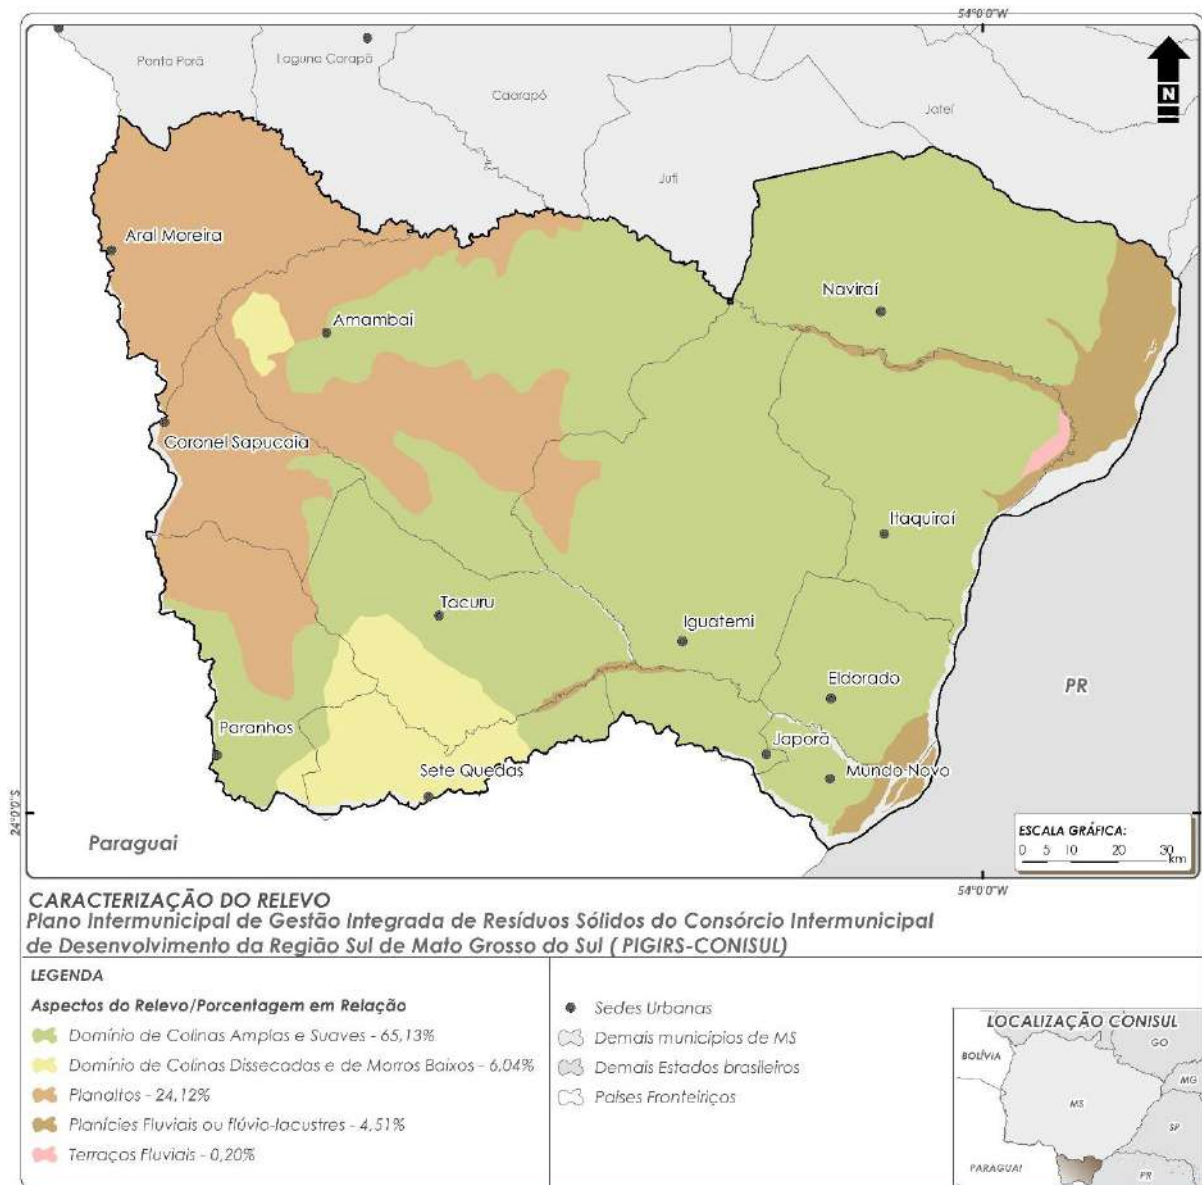 54°0'0"W
N
Ponta Porã
Laguna Carapã
Caarapó
Jateí
Juti
Aral Moreira
Naviraí
Amambai
Coronel Sapucaia
Itaquiraí
Tacuru
Iguatemi
Eldorado
PR
Paranhos
Japorã
Sete Quedas
Mundo Novo
24°0'0"S
Paraguai
ESCALA GRÁFICA:
0 5 10 20 30
km
54°0'0"W
CARACTERIZAÇÃO DO RELEVO
Plano Intermunicipal de Gestão Integrada de Resíduos Sólidos do Consórcio Intermunicipal
de Desenvolvimento da Região Sul de Mato Grosso do Sul ( PIGIRS-CONISUL)
LEGENDA
Aspectos do Relevo/Porcentagem em Relação
Domínio de Colinas Amplas e Suaves - 65,13%
Domínio de Colinas Dissecadas e de Morros Baixos - 6,04%
Planaltos - 24,12%
Planícies Fluviais ou flúvio-lacustres - 4,51%
Terraços Fluviais - 0,20%
Sedes Urbanas
Demais municípios de MS
Demais Estados brasileiros
Países Fronteiriços
LOCALIZAÇÃO CONISUL
GO
BOLÍVIA
MG
MS
SP
PARAGUAI
PR